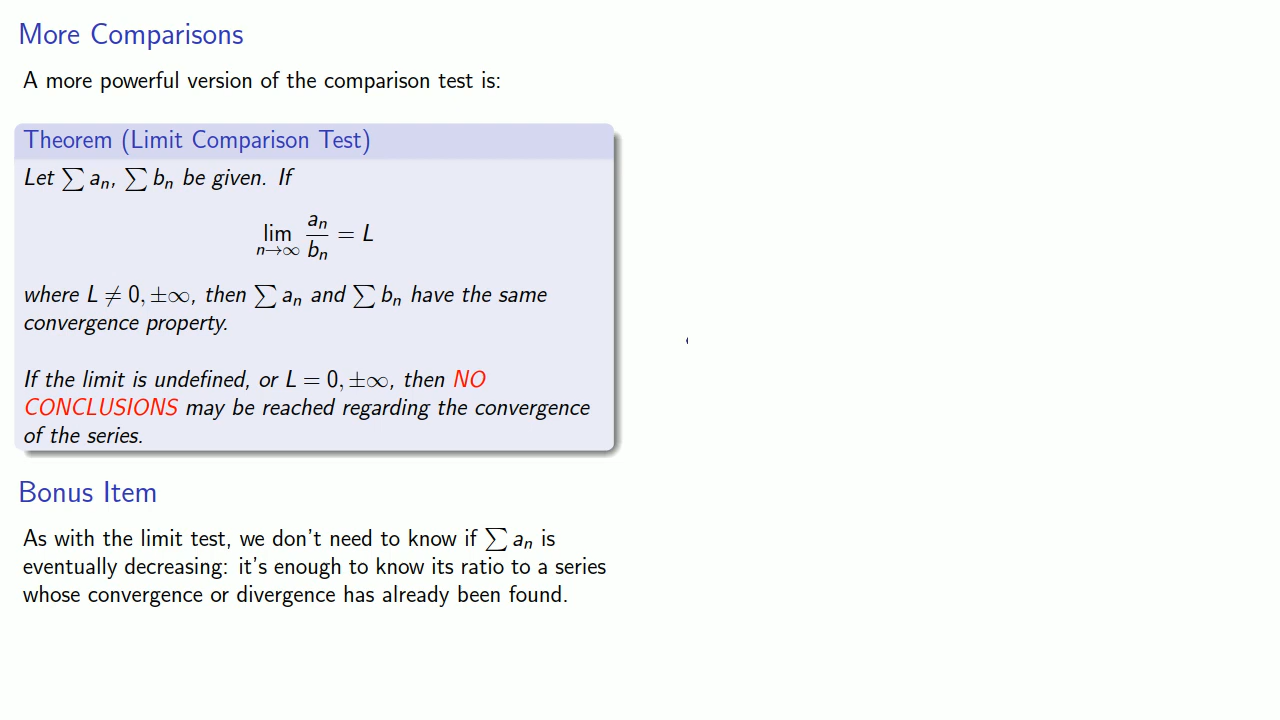 More Comparisons
A more powerful version of the comparison test is:
Theorem (Limit Comparison Test)
Let ∑ aₙ, ∑ bₙ be given. If
lim n→∞ aₙ/bₙ = L
where L ≠ 0, ±∞, then ∑ aₙ and ∑ bₙ have the same
convergence property.
If the limit is undefined, or L = 0, ±∞, then NO
CONCLUSIONS may be reached regarding the convergence
of the series.
Bonus Item
As with the limit test, we don't need to know if ∑ aₙ is
eventually decreasing: it's enough to know its ratio to a series
whose convergence or divergence has already been found.